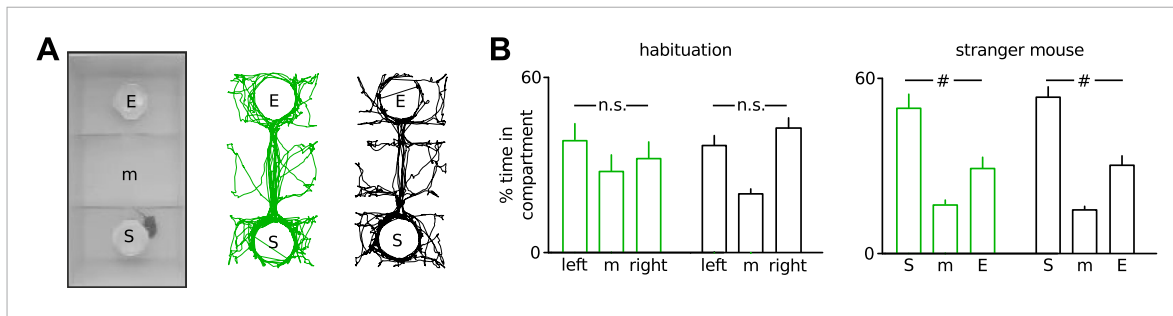 A
B
E
m
S
E
S
E
S
habituation
% time in
compartment
60
0
n.s.
n.s.
left m right
left m right
stranger mouse
60
0
#
#
S m E
S m E